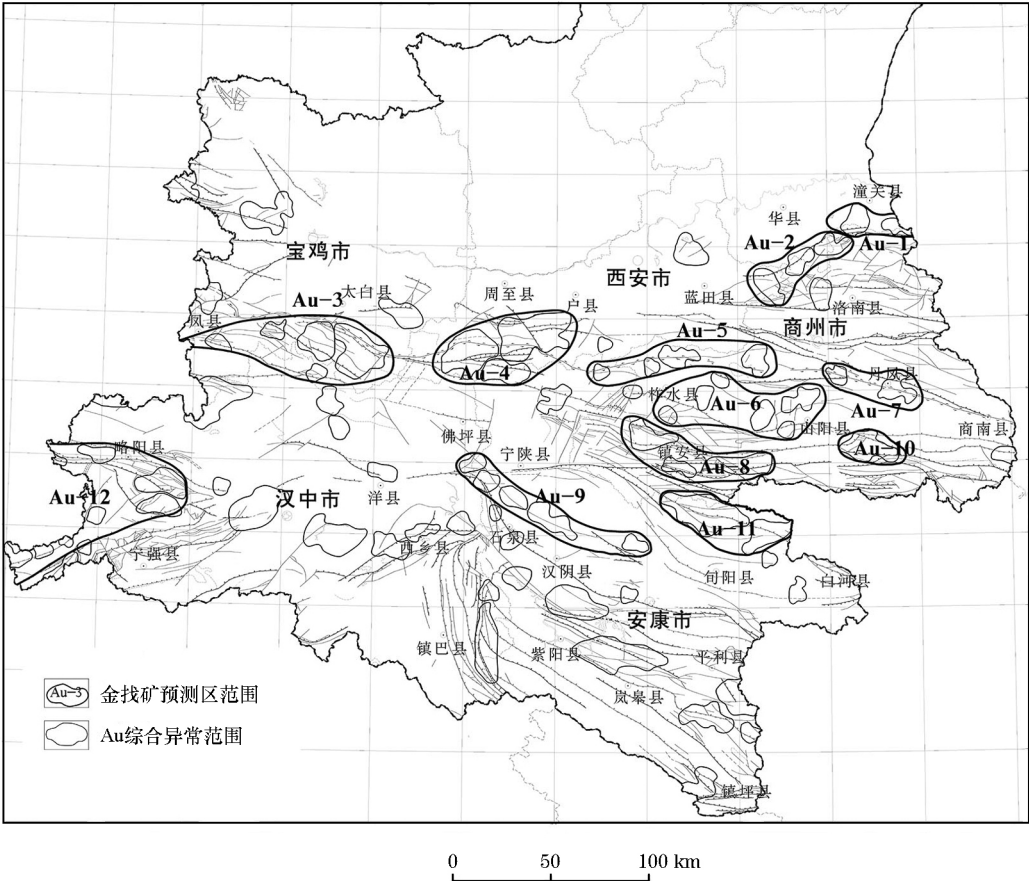 潼关县
华县
Au-2
Au-1
宝鸡市
西安市
太白县
Au-3
周至县
户县
蓝田县
洛南县
凤县
商州市
Au-5
Au-4
丹凤县
柞水县
Au-6
Au-7
山阳县
商南县
佛坪县
略阳县
宁陕县
镇安县
Au-8
Au-10
Au-12
汉中市
洋县
Au-9
Au-11
石泉县
西乡县
宁强县
汉阴县
旬阳县
白河县
安康市
镇巴县
紫阳县
平利县
岚皋县
Au-3 金找矿预测区范围
Au综合异常范围
镇坪县
0 50 100 km